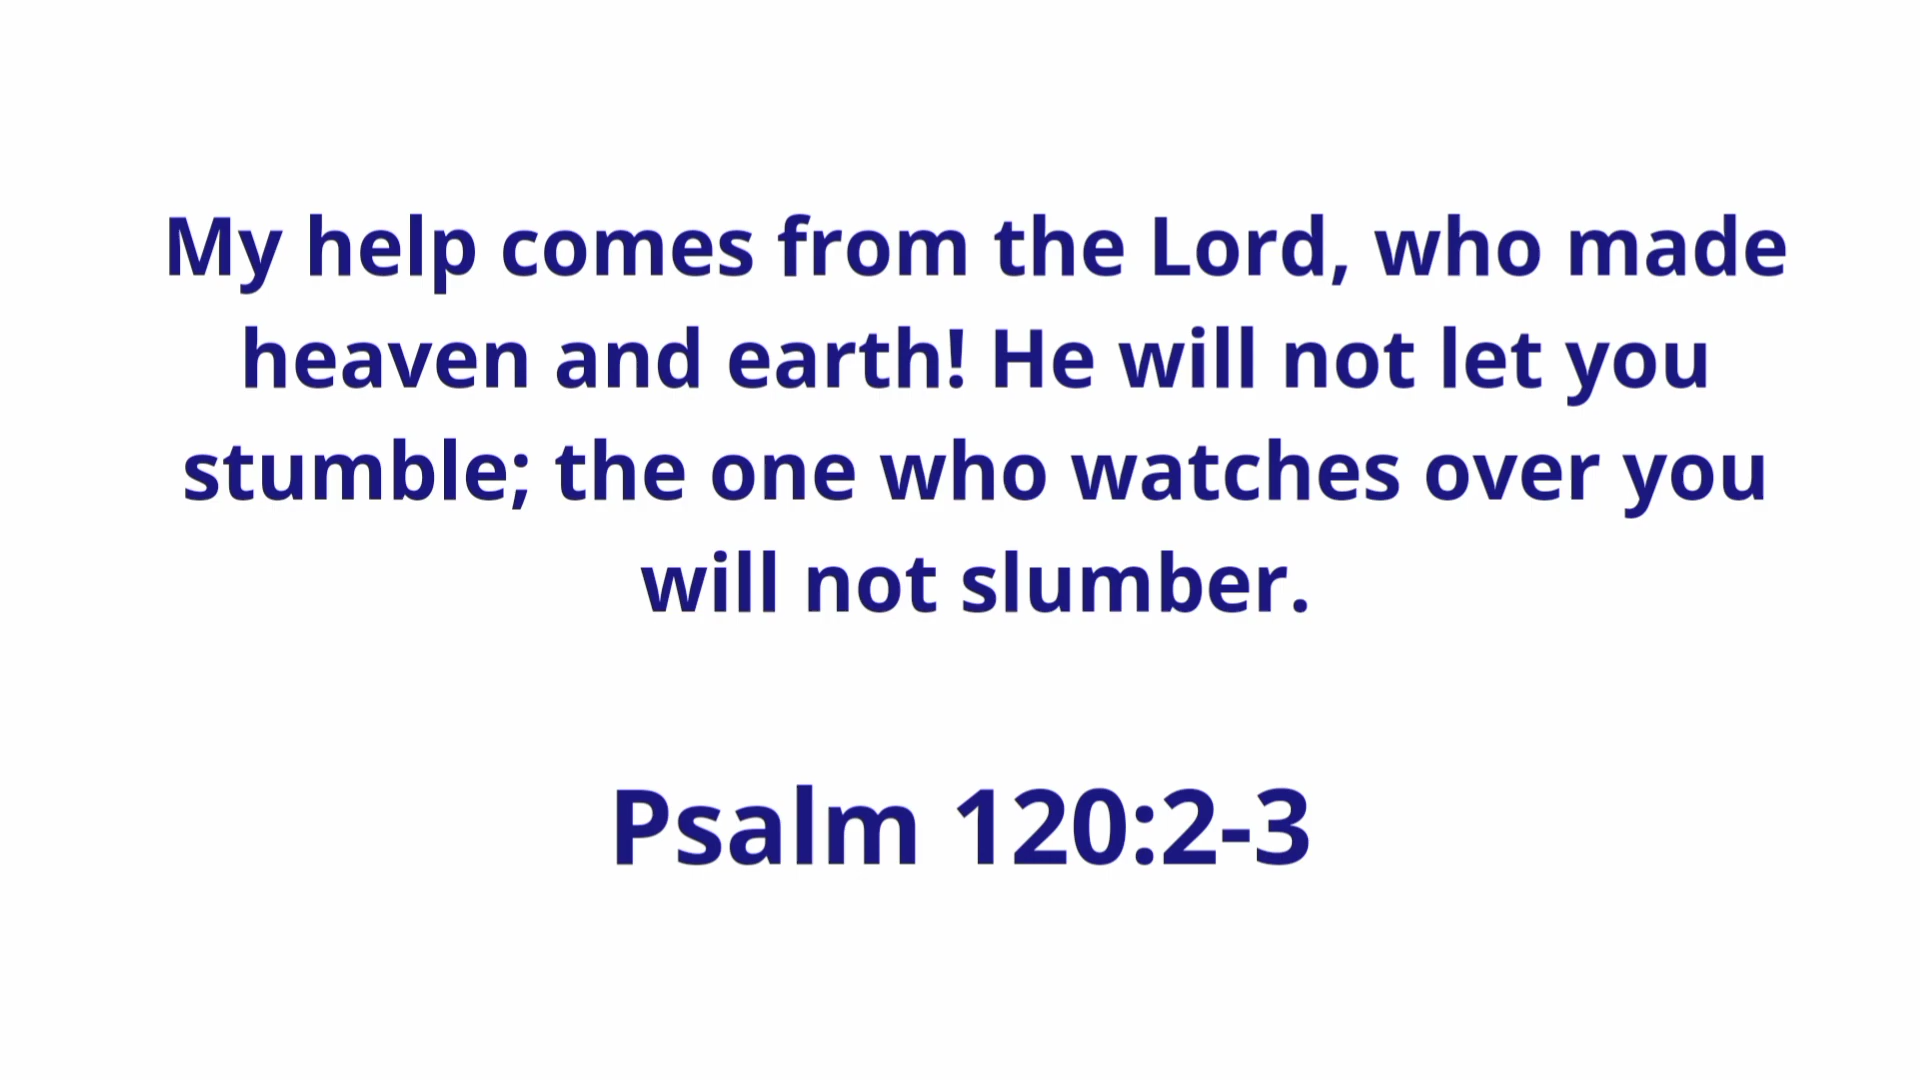 My help comes from the Lord, who made
heaven and earth! He will not let you
stumble; the one who watches over you
will not slumber.
Psalm 120:2-3